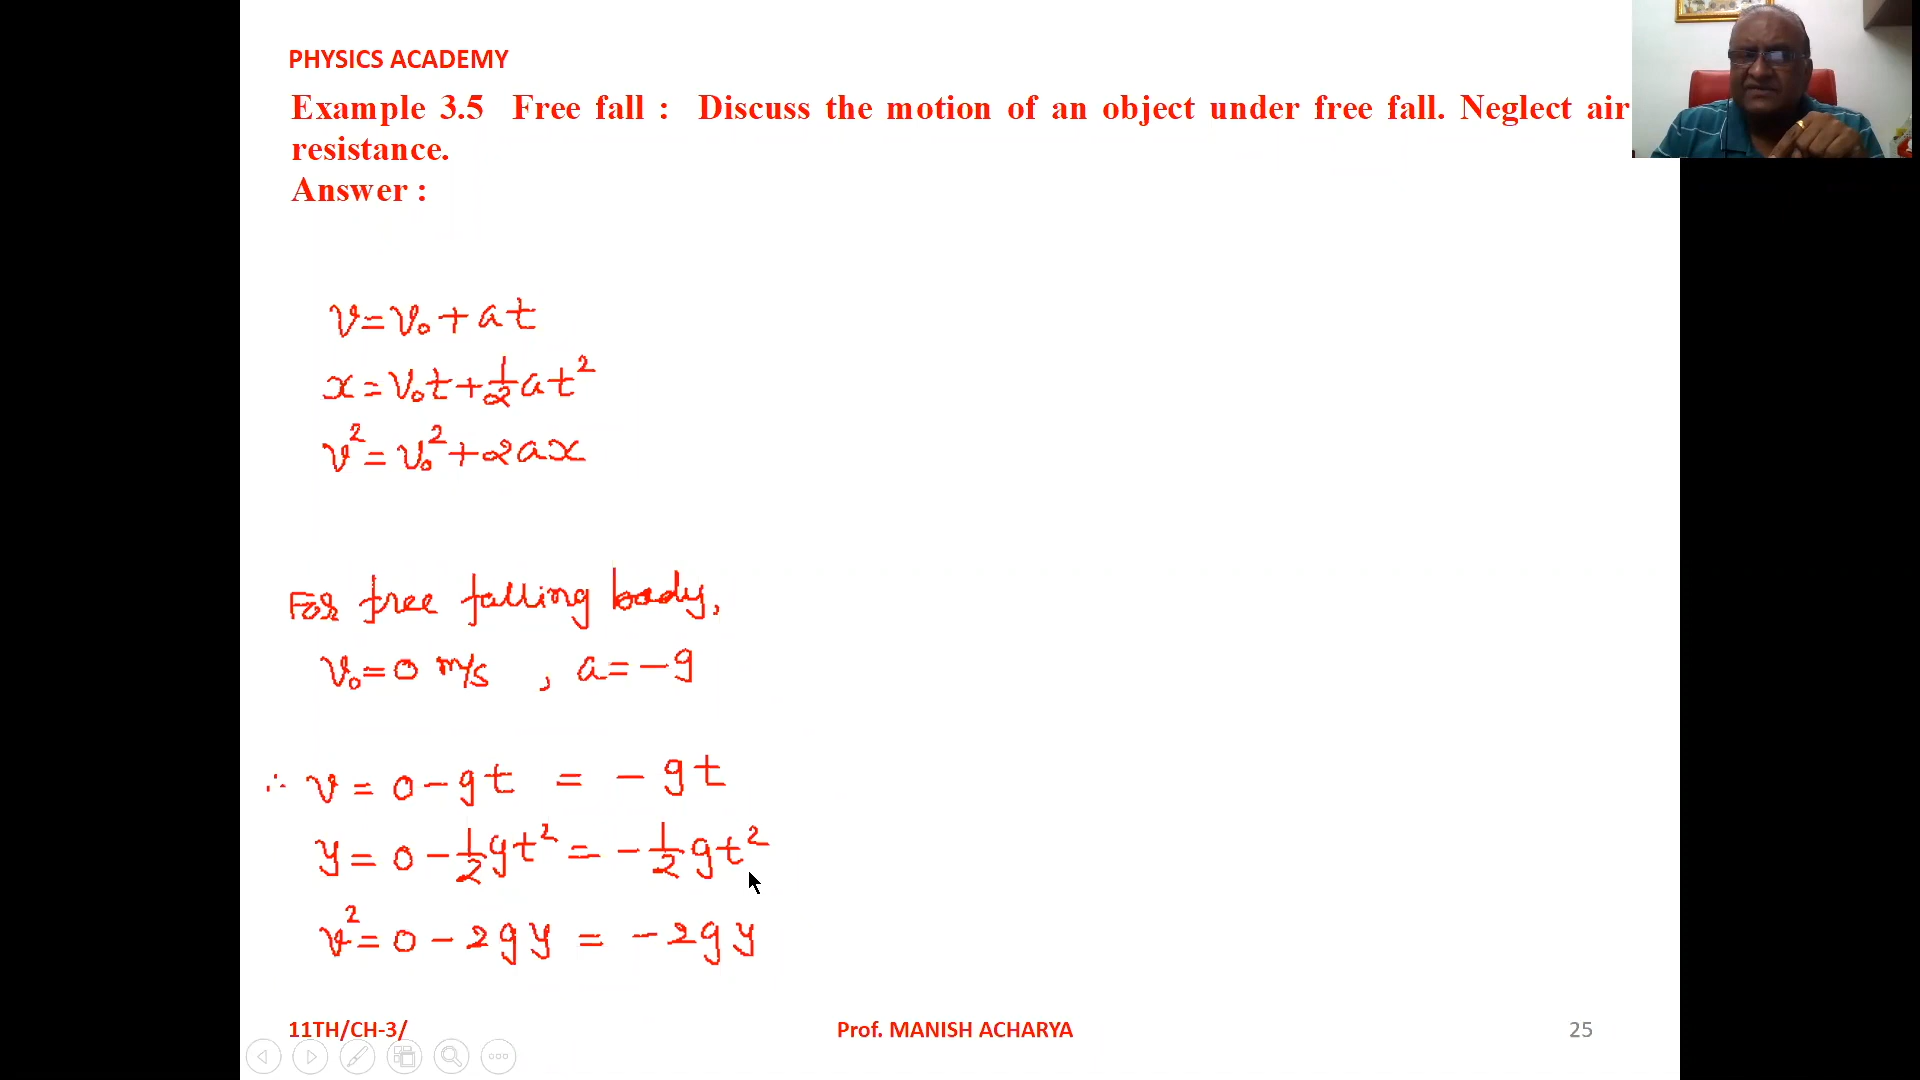 PHYSICS ACADEMY
Example 3.5 Free fall : Discuss the motion of an object under free fall. Neglect air
resistance.
Answer :
v = v₀ + at
x = v₀t + ½at²
v² = v₀² + 2ax
For free falling body,
v₀ = 0 m/s , a = -g
∴ v = 0 - gt = - gt
y = 0 - ½gt² = - ½gt²
v² = 0 - 2gy = - 2gy
11TH/CH-3/ Prof. MANISH ACHARYA 25